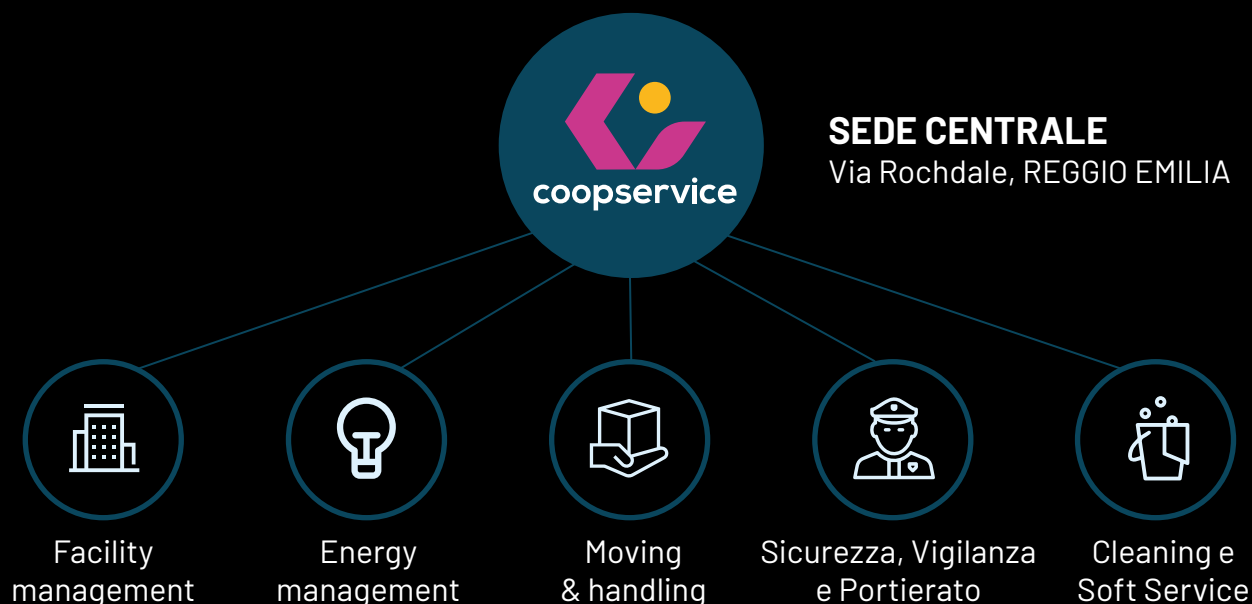 coopservice
SEDE CENTRALE
Via Rochdale, REGGIO EMILIA
Facility
management
Energy
management
Moving
& handling
Sicurezza, Vigilanza
e Portierato
Cleaning e
Soft Service